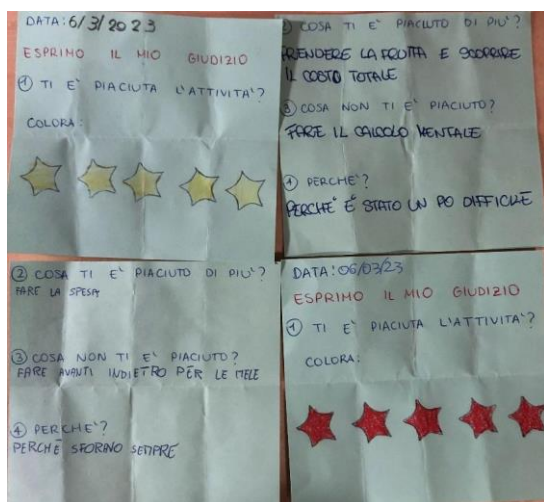 DATA: 6/3/2023
ESPRIMO IL MIO GIUDIZIO
① TI E' PIACIUTA L'ATTIVITA'?
COLORA:
② COSA TI E' PIACIUTO DI PIU'?
PRENDERE LA FRUTTA E SCOPRIRE
IL COSTO TOTALE
③ COSA NON TI E' PIACIUTO?
FARE IL CALCOLO MENTALE
④ PERCHE'?
PERCHÉ É STATO UN PO DIFFICILE
② COSA TI E' PIACIUTO DI PIU'?
FARE LA SPESA
③ COSA NON TI E' PIACIUTO?
FARE AVANTI INDIETRO PER LE MELE
④ PERCHE'?
PERCHÉ SFORAVO SEMPRE
DATA: 06/03/23
ESPRIMO IL MIO GIUDIZIO
① TI E' PIACIUTA L'ATTIVITA'?
COLORA: